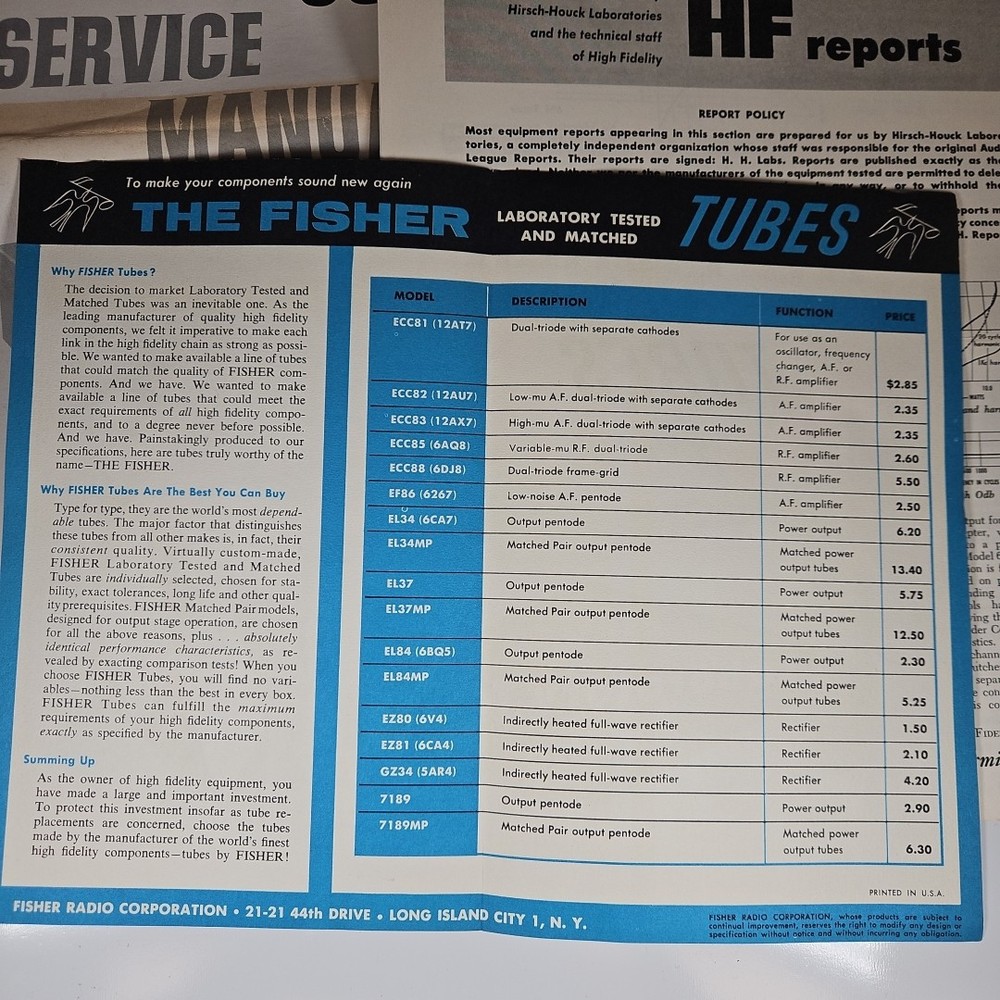 SERVICE
MANU
Hirsch-Houck Laboratories
and the technical staff
of High Fidelity
HF reports
REPORT POLICY
Most equipment reports appearing in this section are prepared for us by Hirsch-Houck Labora-
tories, a completely independent organization whose staff was responsible for the original Aud
League Reports. Their reports are signed: H. H. Labs. Reports are published exactly as the
manufacturers of the equipment tested are permitted to dele
way, or to withhold the
To make your components sound new again
THE FISHER LABORATORY TESTED AND MATCHED TUBES
Why FISHER Tubes?
The decision to market Laboratory Tested and
Matched Tubes was an inevitable one. As the
leading manufacturer of quality high fidelity
components, we felt it imperative to make each
link in the high fidelity chain as strong as possi-
ble. We wanted to make available a line of tubes
that could match the quality of FISHER com-
ponents. And we have. We wanted to make
available a line of tubes that could meet the
exact requirements of all high fidelity compo-
nents, and to a degree never before possible.
And we have. Painstakingly produced to our
specifications, here are tubes truly worthy of the
name—THE FISHER.
Why FISHER Tubes Are The Best You Can Buy
Type for type, they are the world's most depend-
able tubes. The major factor that distinguishes
these tubes from all other makes is, in fact, their
consistent quality. Virtually custom-made,
FISHER Laboratory Tested and Matched
Tubes are individually selected, chosen for sta-
bility, exact tolerances, long life and other qual-
ity prerequisites. FISHER Matched Pair models,
designed for output stage operation, are chosen
for all the above reasons, plus . . . absolutely
identical performance characteristics, as re-
vealed by exacting comparison tests! When you
choose FISHER Tubes, you will find no vari-
ables—nothing less than the best in every box.
FISHER Tubes can fulfill the maximum
requirements of your high fidelity components,
exactly as specified by the manufacturer.
Summing Up
As the owner of high fidelity equipment, you
have made a large and important investment.
To protect this investment insofar as tube re-
placements are concerned, choose the tubes
made by the manufacturer of the world's finest
high fidelity components—tubes by FISHER!
MODEL DESCRIPTION FUNCTION PRICE
ECC81 (12AT7) Dual-triode with separate cathodes For use as an
oscillator, frequency
changer, A.F. or
R.F. amplifier $2.85
ECC82 (12AU7) Low-mu A.F. dual-triode with separate cathodes A.F. amplifier 2.35
ECC83 (12AX7) High-mu A.F. dual-triode with separate cathodes A.F. amplifier 2.35
ECC85 (6AQ8) Variable-mu R.F. dual-triode R.F. amplifier 2.60
ECC88 (6DJ8) Dual-triode frame-grid R.F. amplifier 5.50
EF86 (6267) Low-noise A.F. pentode A.F. amplifier 2.50
EL34 (6CA7) Output pentode Power output 6.20
EL34MP Matched Pair output pentode Matched power
output tubes 13.40
EL37 Output pentode Power output 5.75
EL37MP Matched Pair output pentode Matched power
output tubes 12.50
EL84 (6BQ5) Output pentode Power output 2.30
EL84MP Matched Pair output pentode Matched power
output tubes 5.25
EZ80 (6V4) Indirectly heated full-wave rectifier Rectifier 1.50
EZ81 (6CA4) Indirectly heated full-wave rectifier Rectifier 2.10
GZ34 (5AR4) Indirectly heated full-wave rectifier Rectifier 4.20
7189 Output pentode Power output 2.90
7189MP Matched Pair output pentode Matched power
output tubes 6.30
PRINTED IN U.S.A.
FISHER RADIO CORPORATION • 21-21 44th DRIVE • LONG ISLAND CITY 1, N. Y.
FISHER RADIO CORPORATION, whose products are subject to
continual improvement, reserves the right to modify any design or
specification without notice and without incurring any obligation.